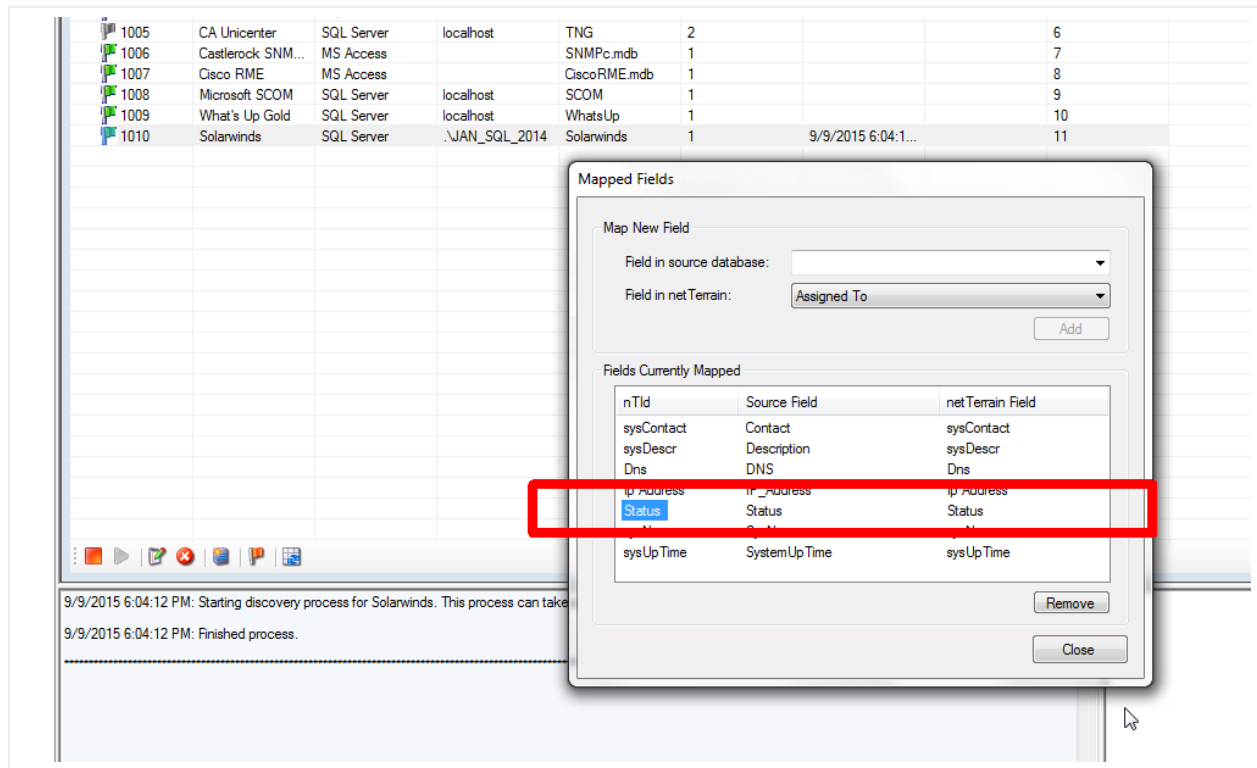 1005 CA Unicenter SQL Server localhost TNG 2 6
1006 Castlerock SNM... MS Access SNMPc.mdb 1 7
1007 Cisco RME MS Access CiscoRME.mdb 1 8
1008 Microsoft SCOM SQL Server localhost SCOM 1 9
1009 What's Up Gold SQL Server localhost WhatsUp 1 10
1010 Solarwinds SQL Server .\JAN_SQL_2014 Solarwinds 1 9/9/2015 6:04:1... 11
Mapped Fields
Map New Field
Field in source database:
Field in netTerrain: Assigned To
Add
Fields Currently Mapped
nTId Source Field netTerrain Field
sysContact Contact sysContact
sysDescr Description sysDescr
Dns DNS Dns
Ip Address IP_Address Ip Address
Status Status Status
sysUpTime SystemUpTime sysUpTime
Remove
Close
9/9/2015 6:04:12 PM: Starting discovery process for Solarwinds. This process can take
9/9/2015 6:04:12 PM: Finished process.